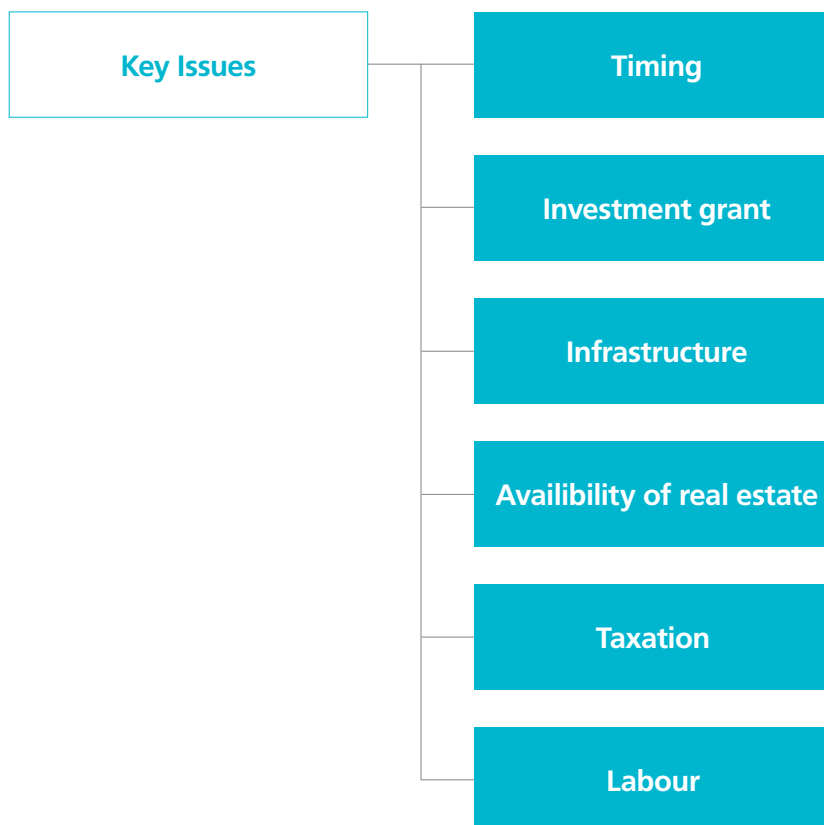 Key Issues
Timing
Investment grant
Infrastructure
Availibility of real estate
Taxation
Labour